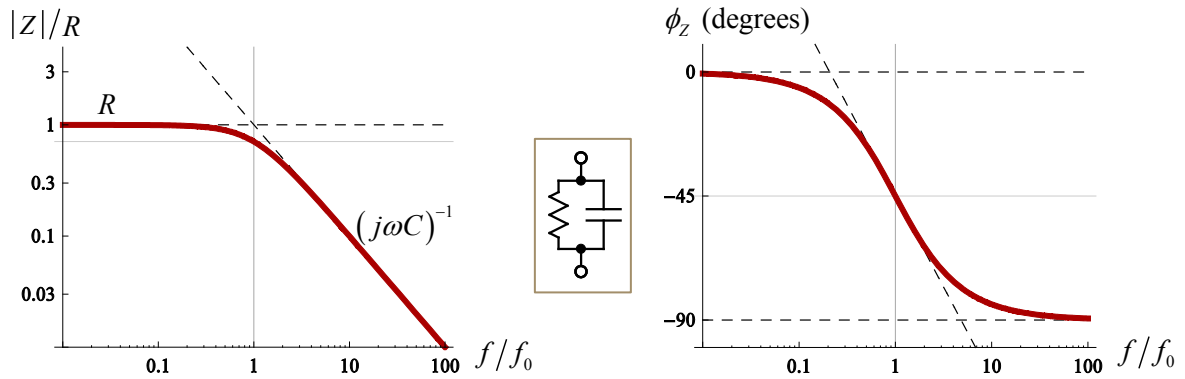 |Z|/R
3
1
0.3
0.1
0.03
R
(jωC)⁻¹
0.1 1 10 100 f/f₀
ϕ_Z (degrees)
0
−45
−90
0.1 1 10 100 f/f₀